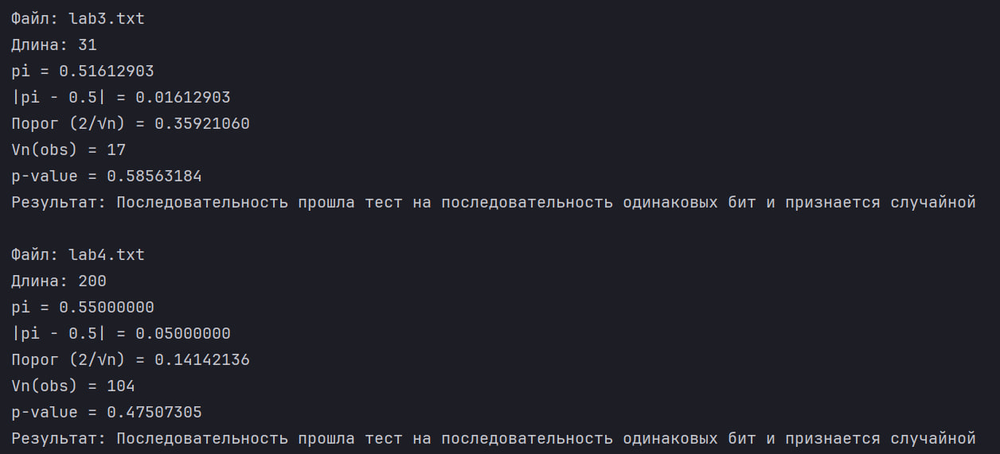 Файл: lab3.txt
Длина: 31
pi = 0.51612903
|pi - 0.5| = 0.01612903
Порог (2/√n) = 0.35921060
Vn(obs) = 17
p-value = 0.58563184
Результат: Последовательность прошла тест на последовательность одинаковых бит и признается случайной
Файл: lab4.txt
Длина: 200
pi = 0.55000000
|pi - 0.5| = 0.05000000
Порог (2/√n) = 0.14142136
Vn(obs) = 104
p-value = 0.47507305
Результат: Последовательность прошла тест на последовательность одинаковых бит и признается случайной